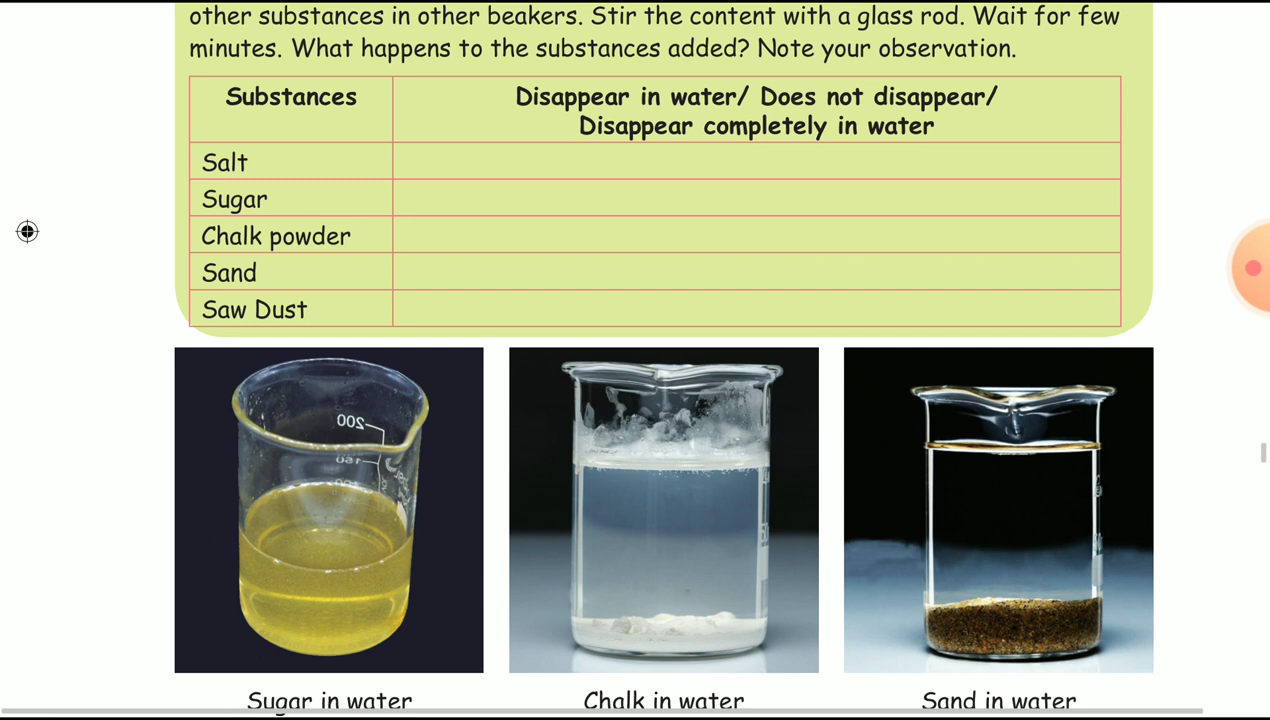 other substances in other beakers. Stir the content with a glass rod. Wait for few
minutes. What happens to the substances added? Note your observation.
Substances
Disappear in water/ Does not disappear/
Disappear completely in water
Salt
Sugar
Chalk powder
Sand
Saw Dust
200
150
Sugar in water
Chalk in water
Sand in water